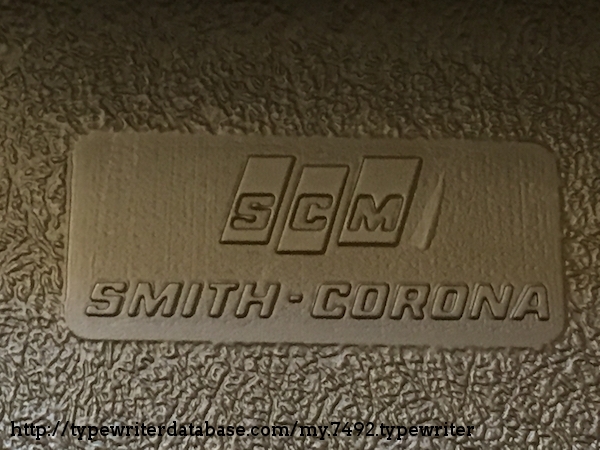 SCM
SMITH-CORONA
http://typewriterdatabase.com/my.7492.typewriter